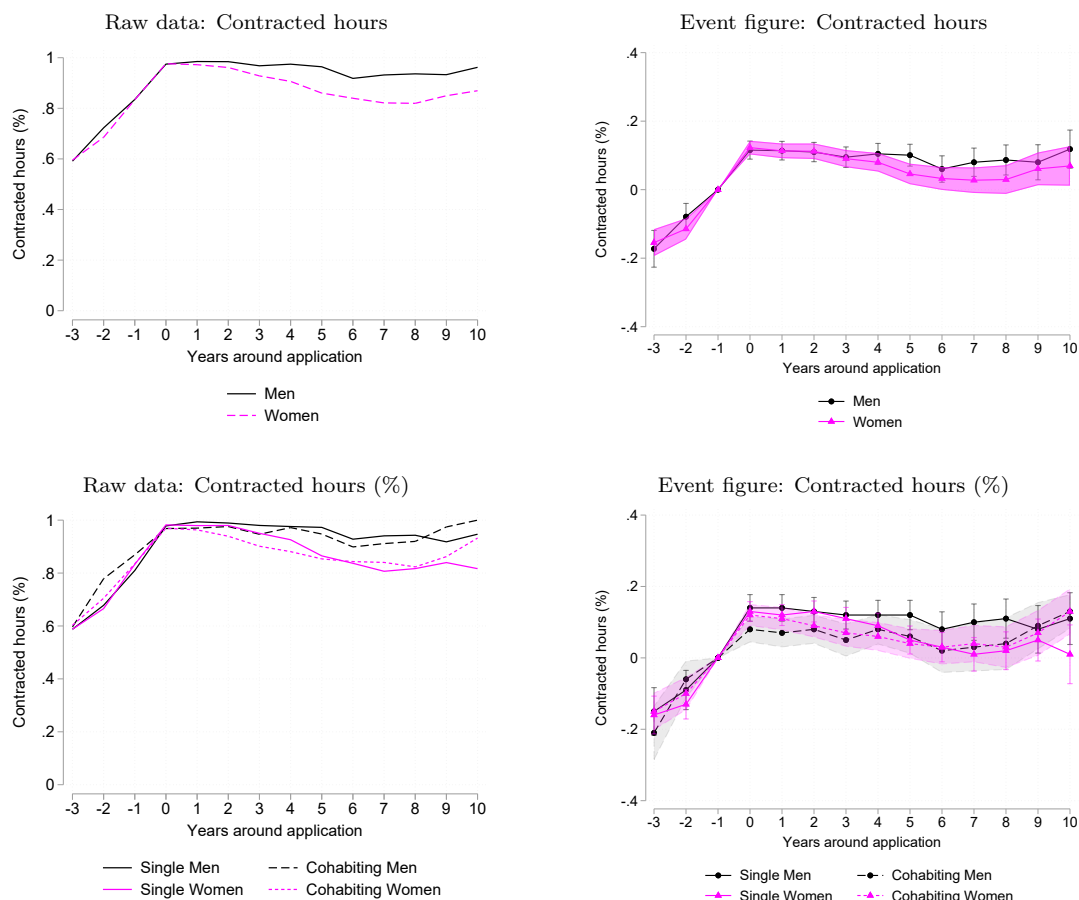 Raw data: Contracted hours
Contracted hours (%)
1
.8
.6
.4
.2
0
-3 -2 -1 0 1 2 3 4 5 6 7 8 9 10
Years around application
Men
Women
Event figure: Contracted hours
Contracted hours (%)
.4
.2
0
-.2
-.4
-3 -2 -1 0 1 2 3 4 5 6 7 8 9 10
Years around application
Men
Women
Raw data: Contracted hours (%)
Contracted hours (%)
1
.8
.6
.4
.2
0
-3 -2 -1 0 1 2 3 4 5 6 7 8 9 10
Years around application
Single Men Cohabiting Men
Single Women Cohabiting Women
Event figure: Contracted hours (%)
Contracted hours (%)
.4
.2
0
-.2
-.4
-3 -2 -1 0 1 2 3 4 5 6 7 8 9 10
Years around application
Single Men Cohabiting Men
Single Women Cohabiting Women